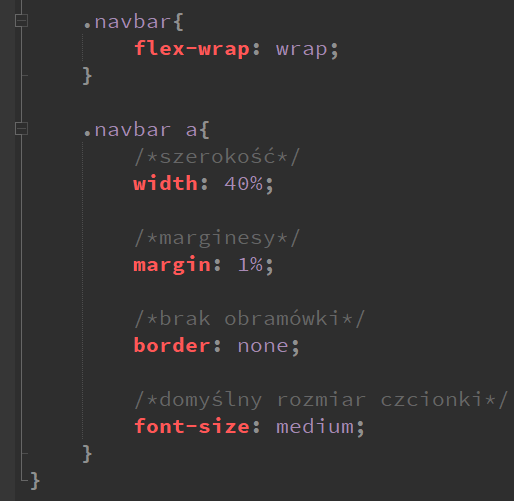 .navbar{
flex-wrap: wrap;
}
.navbar a{
/*szerokość*/
width: 40%;
/*marginesy*/
margin: 1%;
/*brak obramówki*/
border: none;
/*domyślny rozmiar czcionki*/
font-size: medium;
}
}